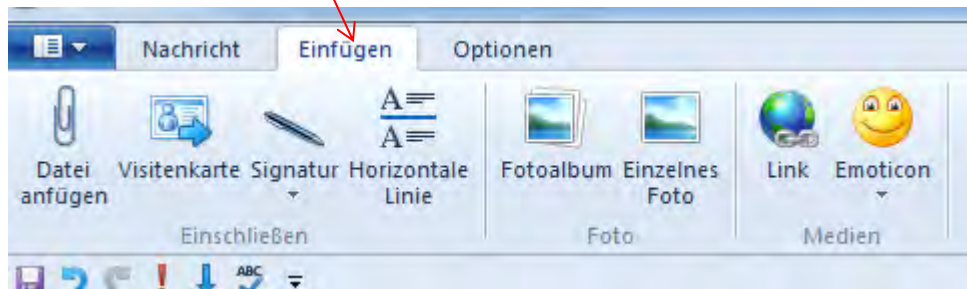 Nachricht Einfügen Optionen
Datei Visitenkarte Signatur Horizontale Fotoalbum Einzelnes Link Emoticon
anfügen Linie Foto
Einschließen Foto Medien
ABC